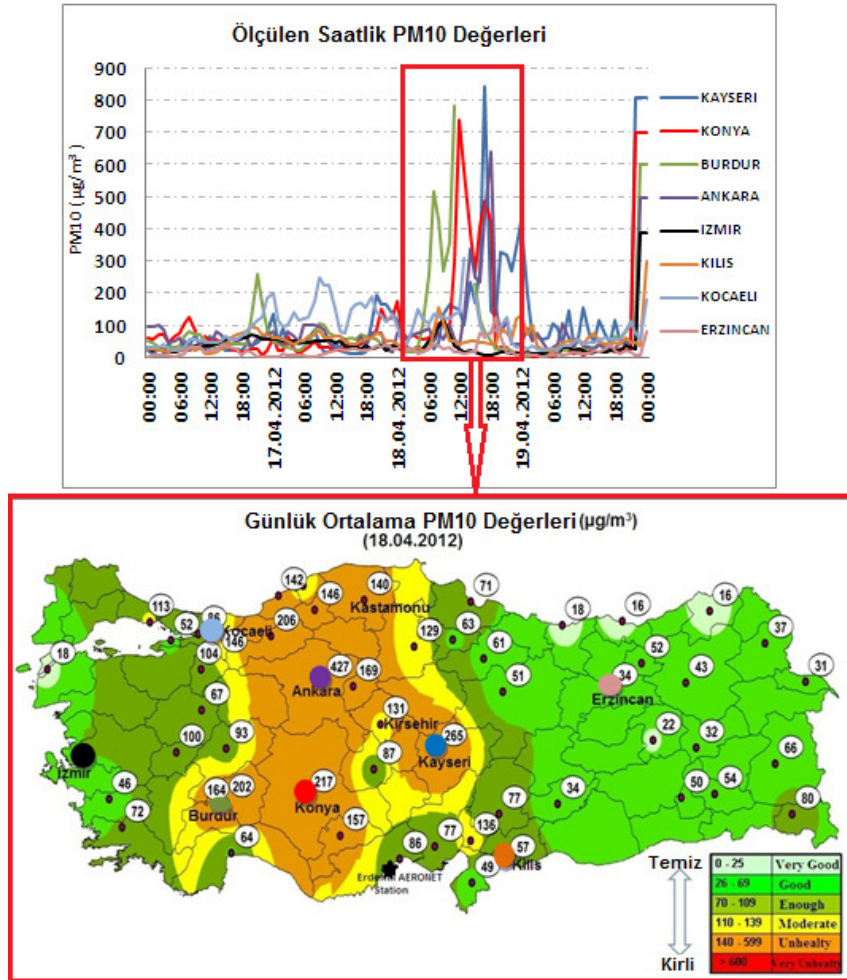 Ölçülen Saatlik PM10 Değerleri
PM10 ( µg/m³ )
900
800
700
600
500
400
300
200
100
0
00:00
06:00
12:00
18:00
17.04.2012
06:00
12:00
18:00
18.04.2012
06:00
12:00
18:00
19.04.2012
06:00
12:00
18:00
00:00
KAYSERI
KONYA
BURDUR
ANKARA
IZMIR
KILIS
KOCAELI
ERZINCAN
Günlük Ortalama PM10 Değerleri (µg/m³)
(18.04.2012)
142
140
146
Kastamonu
71
113
52
86
Kocaeli
146
206
129
63
61
18
16
16
37
18
104
427
169
Ankara
51
52
34
Erzincan
43
31
67
131
Kırşehir
100
93
265
Kayseri
87
22
32
66
Izmir
46
72
164
202
Burdur
217
Konya
157
64
34
50
54
80
77
86
77
136
57
Kilis
49
Erdemli AERONET
Station
Temiz
Kirli
0 - 25 Very Good
26 - 69 Good
70 - 109 Enough
110 - 139 Moderate
140 - 599 Unhealty
> 600 Very Unhealty